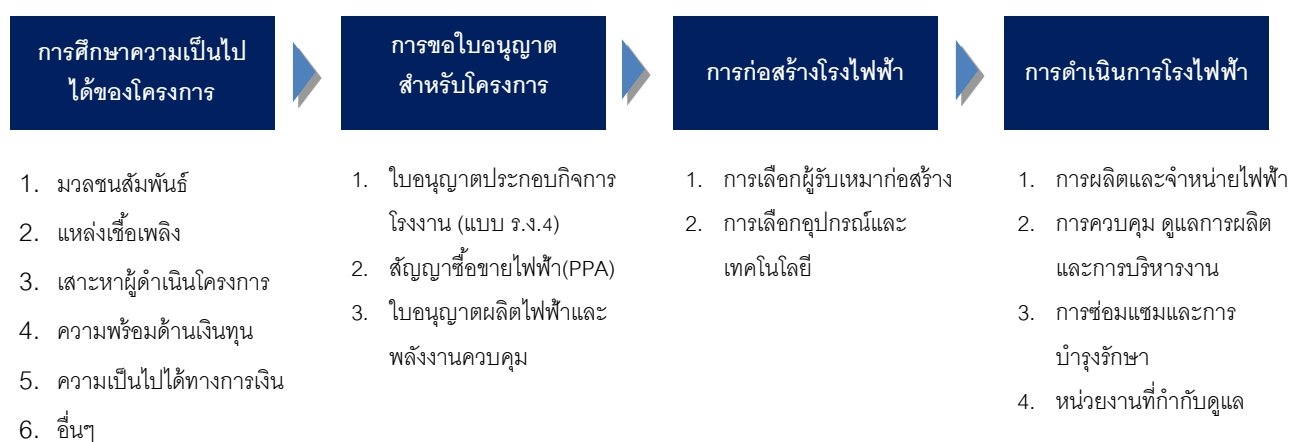 การศึกษาความเป็นไป
ได้ของโครงการ
1. มวลชนสัมพันธ์
2. แหล่งเชื้อเพลิง
3. เสาะหาผู้ดำเนินโครงการ
4. ความพร้อมด้านเงินทุน
5. ความเป็นไปได้ทางการเงิน
6. อื่นๆ
การขอใบอนุญาต
สำหรับโครงการ
1. ใบอนุญาตประกอบกิจการ
โรงงาน (แบบ ร.ง.4)
2. สัญญาซื้อขายไฟฟ้า(PPA)
3. ใบอนุญาตผลิตไฟฟ้าและ
พลังงานควบคุม
การก่อสร้างโรงไฟฟ้า
1. การเลือกผู้รับเหมาก่อสร้าง
2. การเลือกอุปกรณ์และ
เทคโนโลยี
การดำเนินการโรงไฟฟ้า
1. การผลิตและจำหน่ายไฟฟ้า
2. การควบคุม ดูแลการผลิต
และการบริหารงาน
3. การซ่อมแซมและการ
บำรุงรักษา
4. หน่วยงานที่กำกับดูแล